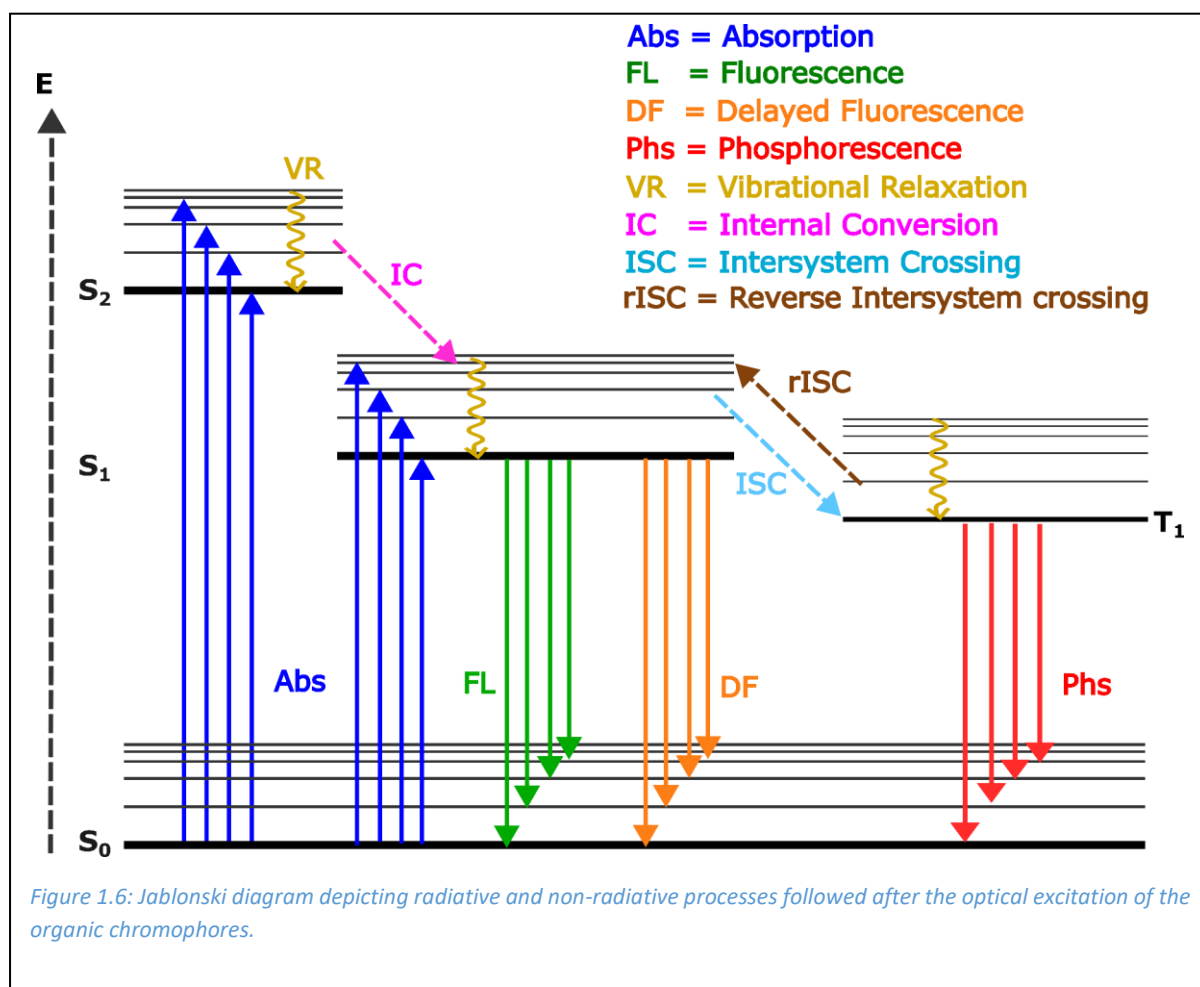 Abs = Absorption
FL = Fluorescence
DF = Delayed Fluorescence
Phs = Phosphorescence
VR = Vibrational Relaxation
IC = Internal Conversion
ISC = Intersystem Crossing
rISC = Reverse Intersystem crossing
E
VR
IC
S₂
rISC
S₁
ISC
T₁
Abs
FL
DF
Phs
S₀
Figure 1.6: Jablonski diagram depicting radiative and non-radiative processes followed after the optical excitation of the
organic chromophores.